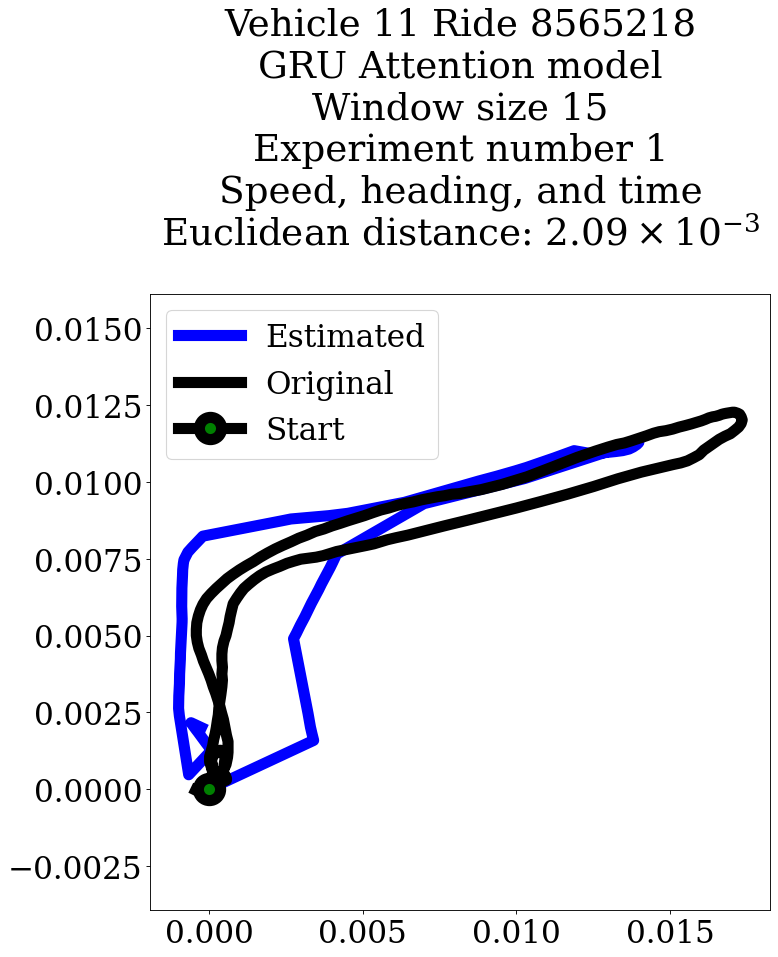 Vehicle 11 Ride 8565218
GRU Attention model
Window size 15
Experiment number 1
Speed, heading, and time
Euclidean distance: 2.09 × 10⁻³
Estimated
Original
Start
0.0150
0.0125
0.0100
0.0075
0.0050
0.0025
0.0000
−0.0025
0.000 0.005 0.010 0.015